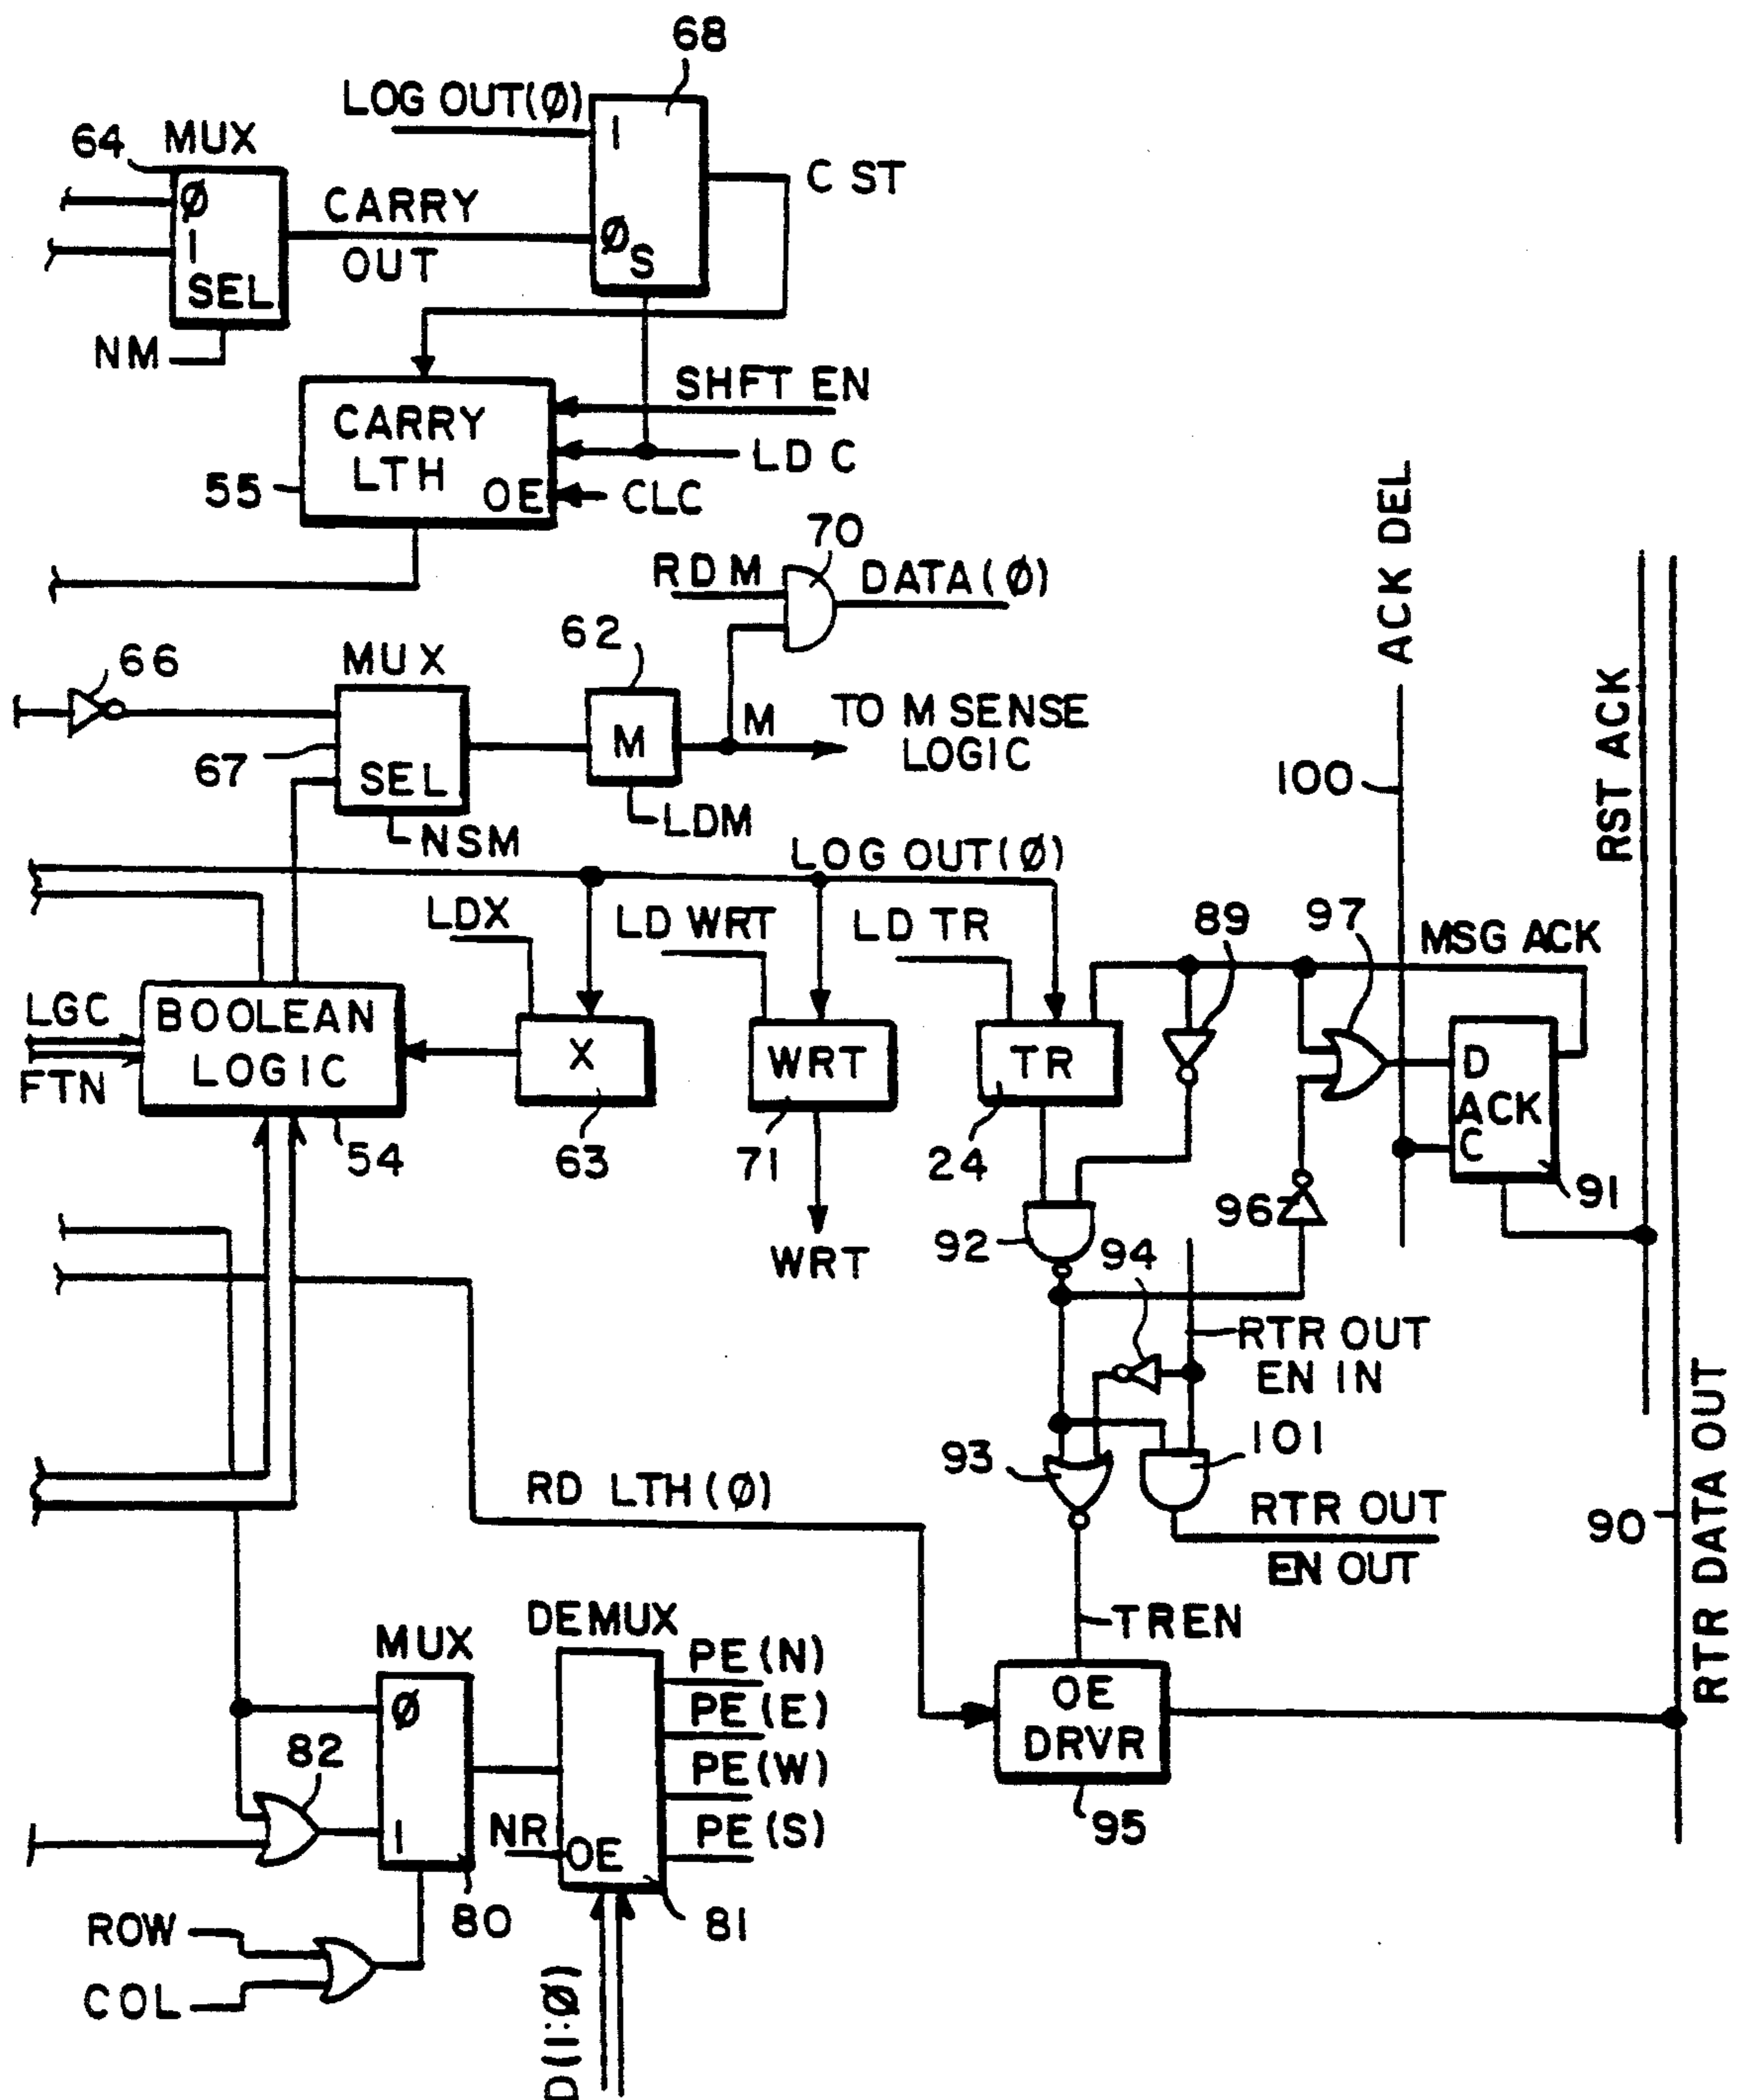 68
LOG OUT(Ø)
1
64 MUX
Ø
1
SEL
CARRY
OUT
Ø
S
C ST
NM
SHFT EN
CARRY
LTH
OE
LD C
CLC
55
70
RDM
DATA(Ø)
ACK DEL
62
66
MUX
M
SEL
67
M
TO M SENSE
LOGIC
LDM
NSM
100
RST ACK
LOG OUT(Ø)
LDX
LD WRT
LD TR
89
97
MSG ACK
LGC
FTN
BOOLEAN
LOGIC
X
WRT
TR
D
ACK
C
54
63
71
24
96
91
WRT
92
94
RTR OUT
EN IN
93
101
RD LTH(Ø)
RTR OUT
EN OUT
90
RTR DATA OUT
TREN
DEMUX
MUX
PE(N)
PE(E)
PE(W)
PE(S)
Ø
1
82
NR
OE
OE
DRVR
95
80
81
ROW
COL
D(1:Ø)